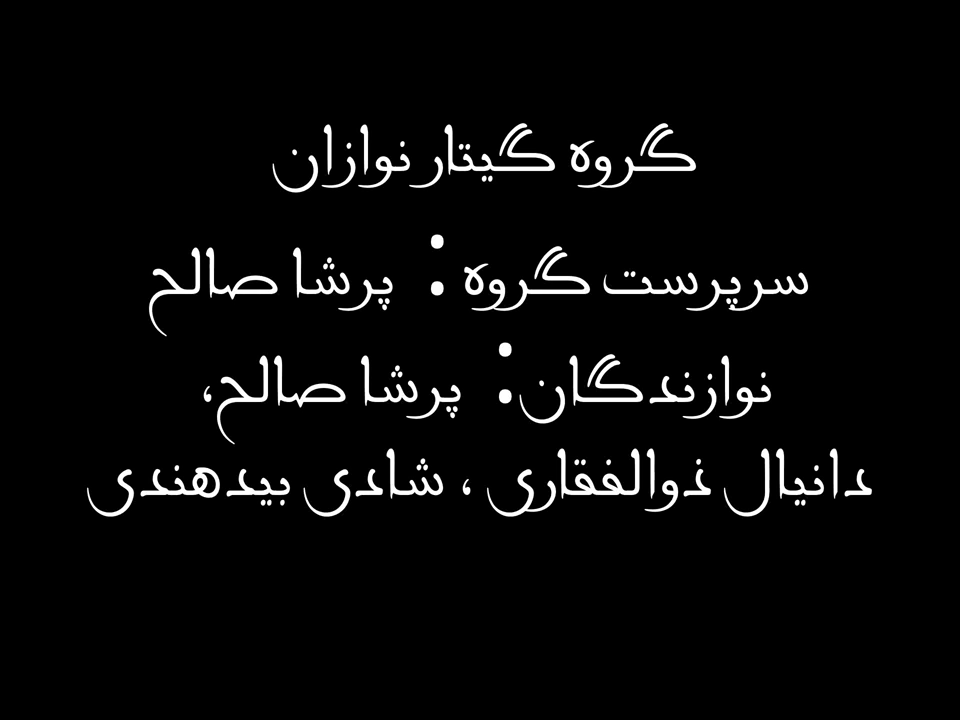 گروه گیتار نوازان
سرپرست گروه : پرشا صالح
نوازندگان: پرشا صالح،
دانیال ذوالفقاری ، شادی بیدهندی